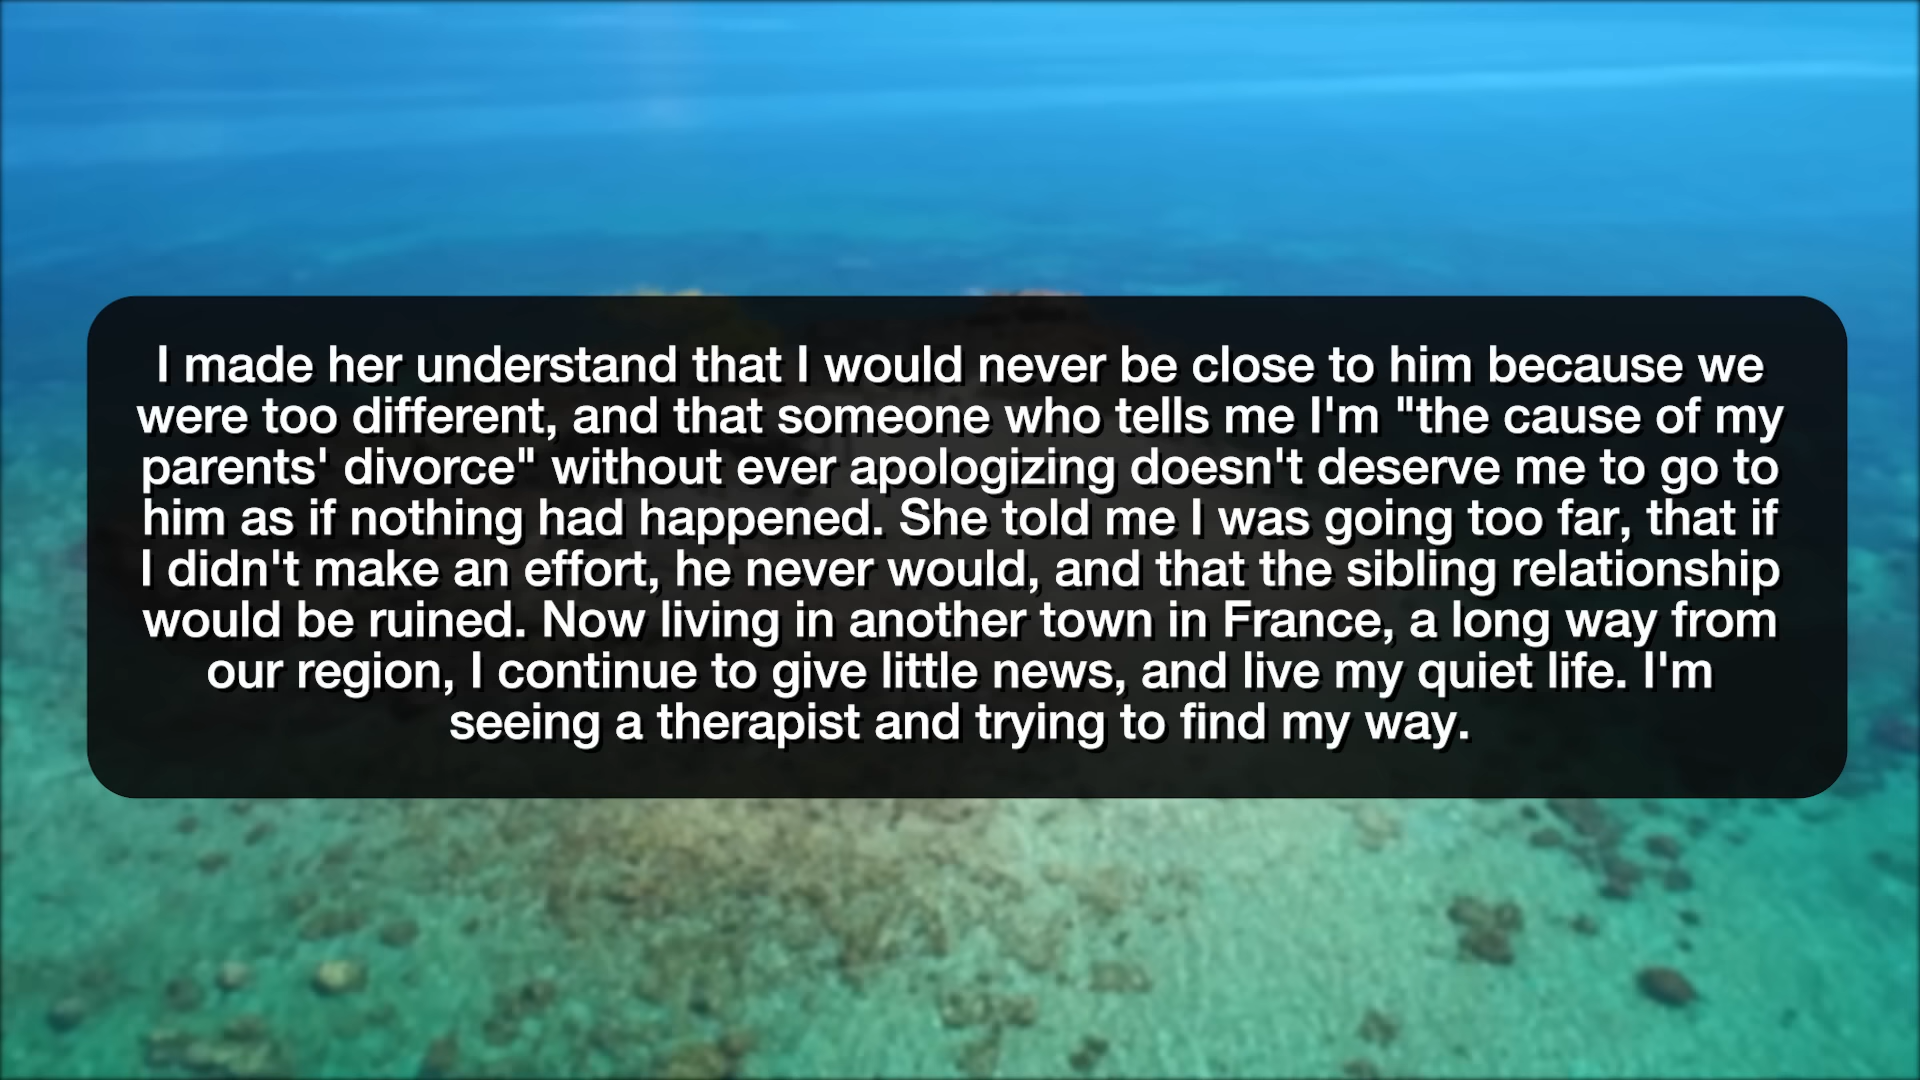 I made her understand that I would never be close to him because we
were too different, and that someone who tells me I'm "the cause of my
parents' divorce" without ever apologizing doesn't deserve me to go to
him as if nothing had happened. She told me I was going too far, that if
I didn't make an effort, he never would, and that the sibling relationship
would be ruined. Now living in another town in France, a long way from
our region, I continue to give little news, and live my quiet life. I'm
seeing a therapist and trying to find my way.